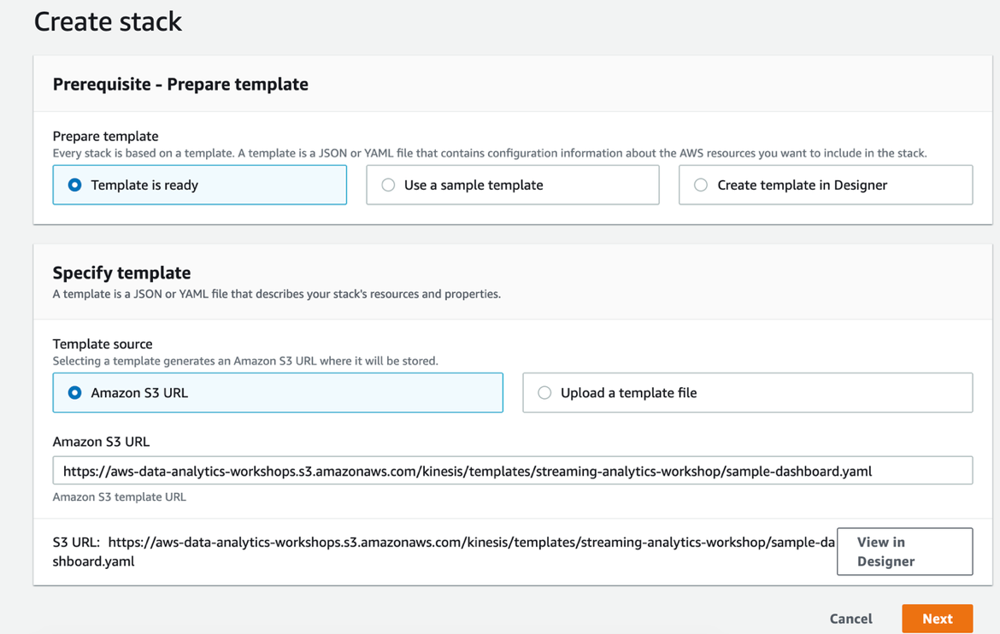 Create stack
Prerequisite - Prepare template
Prepare template
Every stack is based on a template. A template is a JSON or YAML file that contains configuration information about the AWS resources you want to include in the stack.
Template is ready
Use a sample template
Create template in Designer
Specify template
A template is a JSON or YAML file that describes your stack's resources and properties.
Template source
Selecting a template generates an Amazon S3 URL where it will be stored.
Amazon S3 URL
Upload a template file
Amazon S3 URL
https://aws-data-analytics-workshops.s3.amazonaws.com/kinesis/templates/streaming-analytics-workshop/sample-dashboard.yaml
Amazon S3 template URL
S3 URL: https://aws-data-analytics-workshops.s3.amazonaws.com/kinesis/templates/streaming-analytics-workshop/sample-da
shboard.yaml
View in
Designer
Cancel
Next